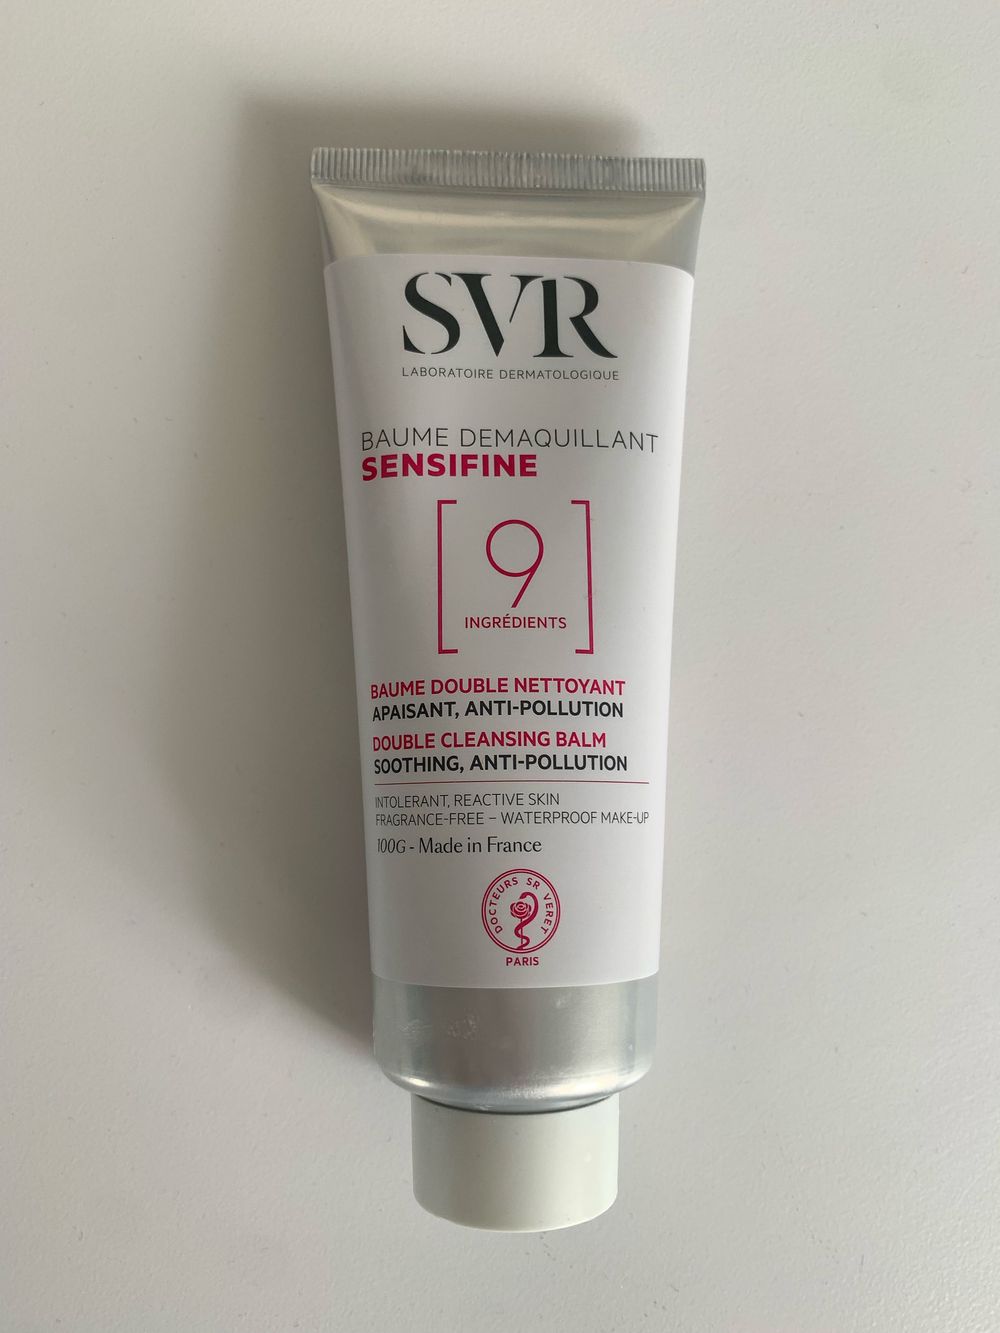 SVR
LABORATOIRE DERMATOLOGIQUE
BAUME DEMAQUILLANT
SENSIFINE
9
INGRÉDIENTS
BAUME DOUBLE NETTOYANT
APAISANT, ANTI-POLLUTION
DOUBLE CLEANSING BALM
SOOTHING, ANTI-POLLUTION
INTOLERANT, REACTIVE SKIN
FRAGRANCE-FREE – WATERPROOF MAKE-UP
100G - Made in France
DOCTEURS SR VERET
PARIS